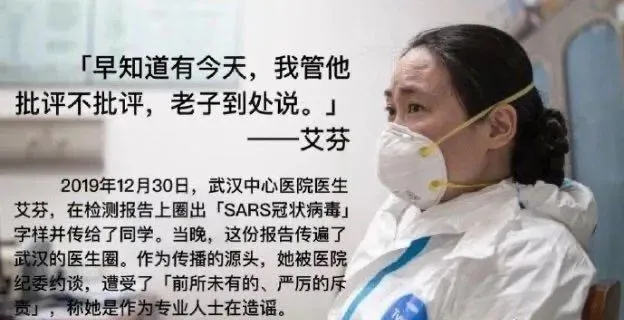 「早知道有今天，我管他
批评不批评，老子到处说。」
——艾芬
2019年12月30日，武汉中心医院医生
艾芬，在检测报告上圈出「SARS冠状病毒」
字样并传给了同学。当晚，这份报告传遍了
武汉的医生圈。作为传播的源头，她被医院
纪委约谈，遭受了「前所未有的、严厉的斥
责」，称她是作为专业人士在造谣。